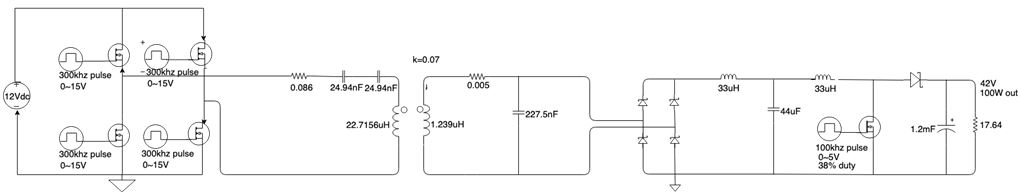 12Vdc
+
−
300khz pulse
0~15V
+
−
300khz pulse
0~15V
300khz pulse
0~15V
300khz pulse
0~15V
0.086
24.94nF
24.94nF
22.7156uH
k=0.07
1.239uH
0.005
227.5nF
33uH
44uF
33uH
100khz pulse
0~5V
38% duty
1.2mF
+
42V
100W out
17.64